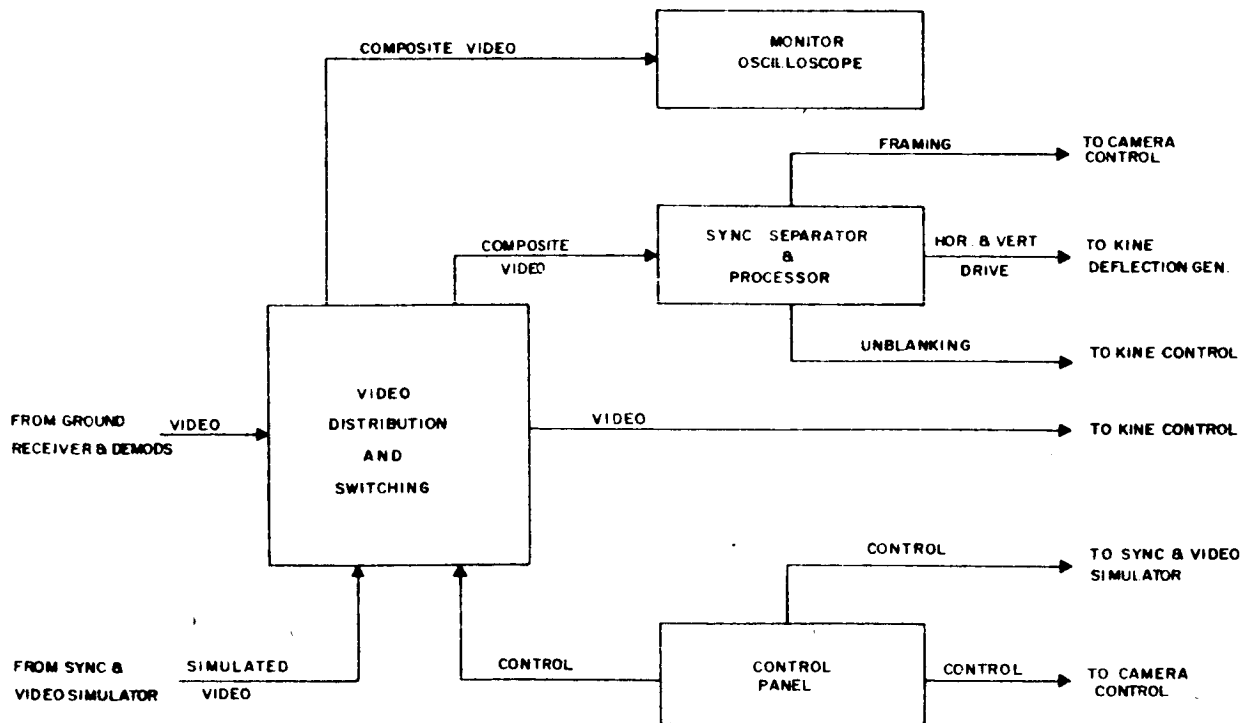 COMPOSITE VIDEO
MONITOR
OSCILLOSCOPE
FRAMING
TO CAMERA
CONTROL
COMPOSITE
VIDEO
SYNC SEPARATOR
&
PROCESSOR
HOR. & VERT
DRIVE
TO KINE
DEFLECTION GEN.
UNBLANKING
TO KINE CONTROL
VIDEO
DISTRIBUTION
AND
SWITCHING
FROM GROUND
RECEIVER & DEMODS
VIDEO
VIDEO
TO KINE CONTROL
CONTROL
TO SYNC & VIDEO
SIMULATOR
FROM SYNC &
VIDEO SIMULATOR
SIMULATED
VIDEO
CONTROL
CONTROL
PANEL
CONTROL
TO CAMERA
CONTROL